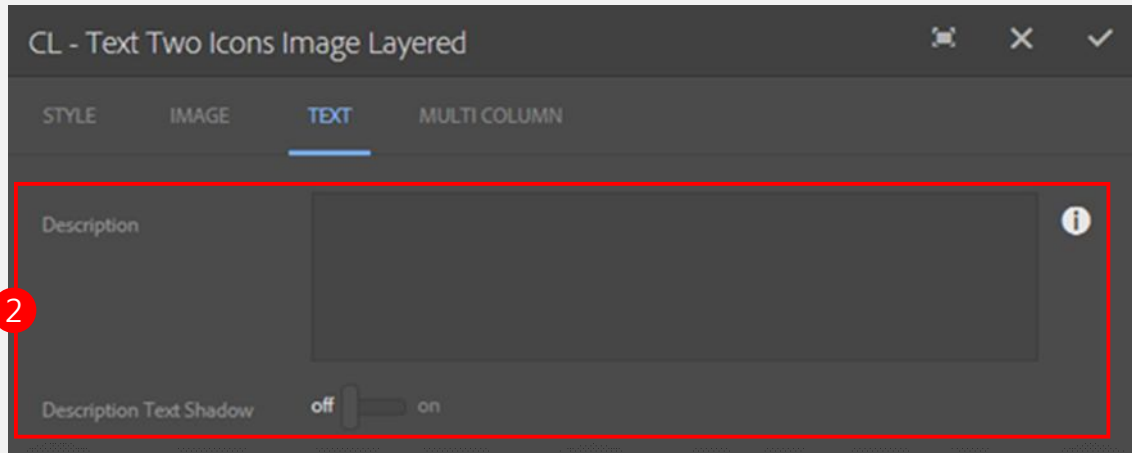 CL - Text Two Icons Image Layered
STYLE IMAGE TEXT MULTI COLUMN
Description
2
Description Text Shadow off on